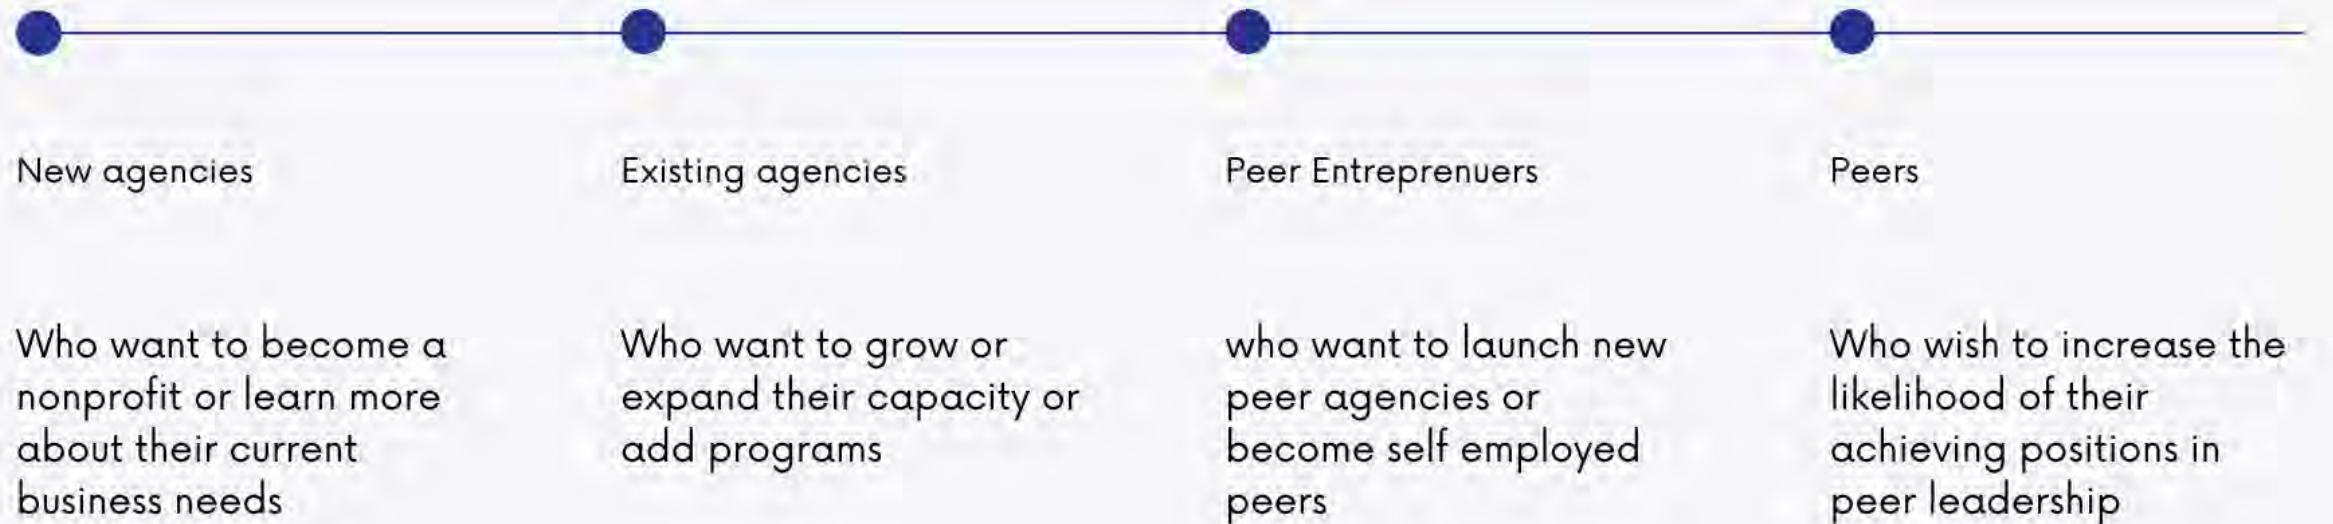 New agencies
Existing agencies
Peer Entreprenuers
Peers
Who want to become a
nonprofit or learn more
about their current
business needs
Who want to grow or
expand their capacity or
add programs
who want to launch new
peer agencies or
become self employed
peers
Who wish to increase the
likelihood of their
achieving positions in
peer leadership